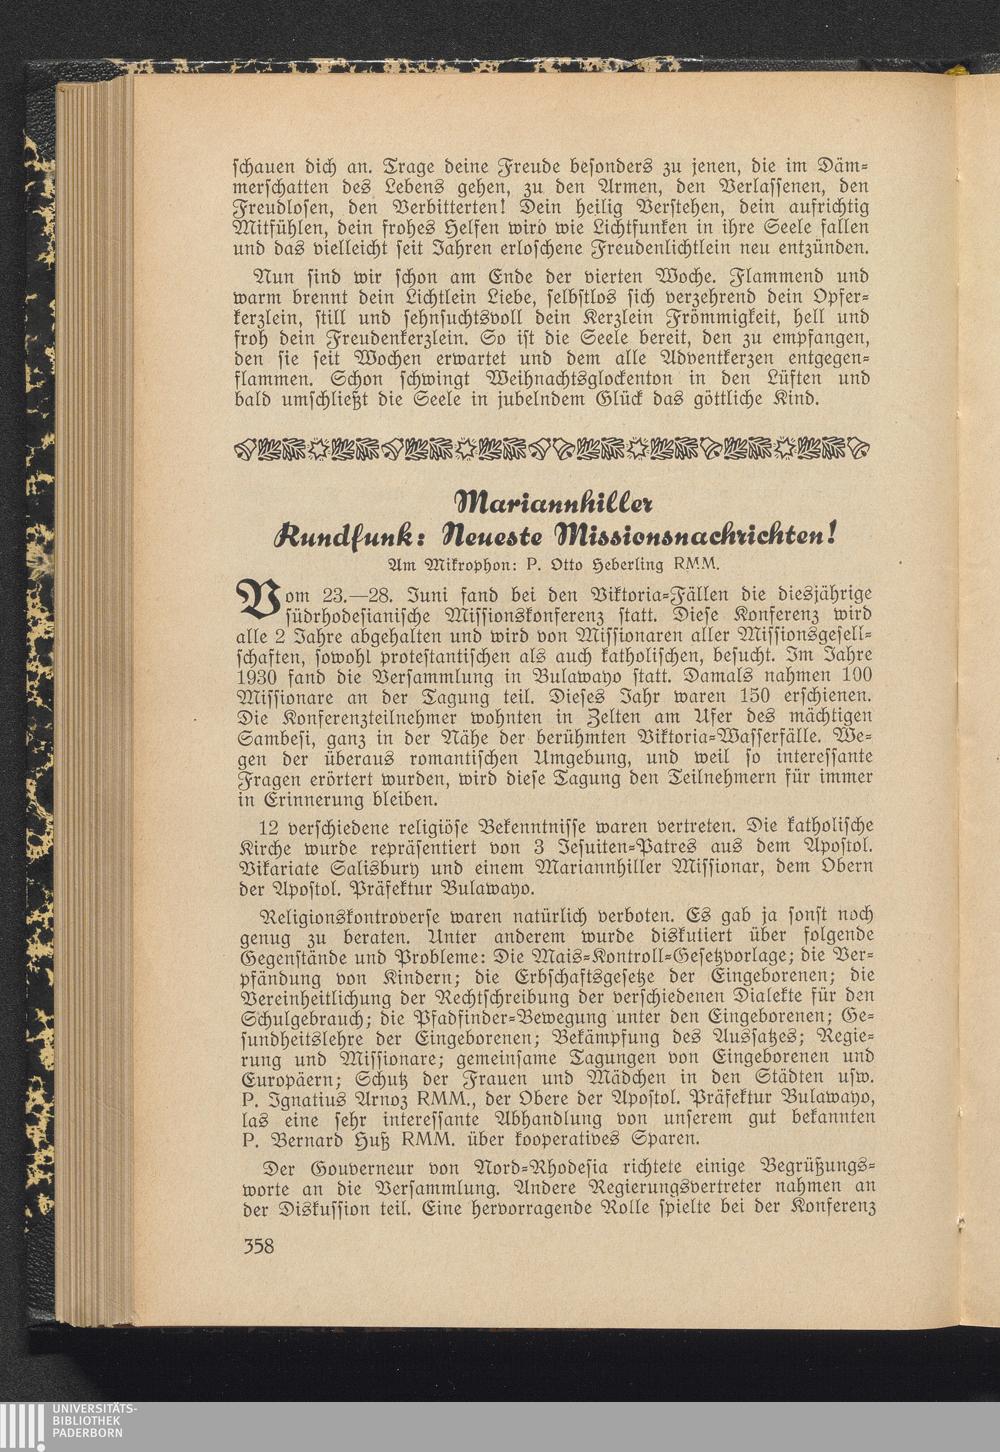 schauen dich an. Trage deine Freude besonders zu jenen, die im Däm-
merschatten des Lebens gehen, zu den Armen, den Verlassenen, den
Freudlosen, den Verbitterten! Dein heilig Verstehen, dein aufrichtig
Mitfühlen, dein frohes Helfen wird wie Lichtfunken in ihre Seele fallen
und das vielleicht seit Jahren erloschene Freudenlichtlein neu entzünden.
Nun sind wir schon am Ende der vierten Woche. Flammend und
warm brennt dein Lichtlein Liebe, selbstlos sich verzehrend dein Opfer-
kerzlein, still und sehnsuchtsvoll dein Kerzlein Frömmigkeit, hell und
froh dein Freudenkerzlein. So ist die Seele bereit, den zu empfangen,
den sie seit Wochen erwartet und dem alle Adventkerzen entgegen-
flammen. Schon schwingt Weihnachtsglockenton in den Lüften und
bald umschließt die Seele in jubelndem Glück das göttliche Kind.
Mariannhiller
Rundfunk: Neueste Missionsnachrichten!
Am Mikrophon: P. Otto Heberling RMM.
Vom 23.—28. Juni fand bei den Viktoria-Fällen die diesjährige
südrhodesianische Missionskonferenz statt. Diese Konferenz wird
alle 2 Jahre abgehalten und wird von Missionaren aller Missionsgesell-
schaften, sowohl protestantischen als auch katholischen, besucht. Im Jahre
1930 fand die Versammlung in Bulawayo statt. Damals nahmen 100
Missionare an der Tagung teil. Dieses Jahr waren 150 erschienen.
Die Konferenzteilnehmer wohnten in Zelten am Ufer des mächtigen
Sambesi, ganz in der Nähe der berühmten Viktoria-Wasserfälle. We-
gen der überaus romantischen Umgebung, und weil so interessante
Fragen erörtert wurden, wird diese Tagung den Teilnehmern für immer
in Erinnerung bleiben.
12 verschiedene religiöse Bekenntnisse waren vertreten. Die katholische
Kirche wurde repräsentiert von 3 Jesuiten-Patres aus dem Apostol.
Vikariate Salisbury und einem Mariannhiller Missionar, dem Obern
der Apostol. Präfektur Bulawayo.
Religionskontroverse waren natürlich verboten. Es gab ja sonst noch
genug zu beraten. Unter anderem wurde diskutiert über folgende
Gegenstände und Probleme: Die Mais-Kontroll-Gesetzvorlage; die Ver-
pfändung von Kindern; die Erbschaftsgesetze der Eingeborenen; die
Vereinheitlichung der Rechtschreibung der verschiedenen Dialekte für den
Schulgebrauch; die Pfadfinder-Bewegung unter den Eingeborenen; Ge-
sundheitslehre der Eingeborenen; Bekämpfung des Aussatzes; Regie-
rung und Missionare; gemeinsame Tagungen von Eingeborenen und
Europäern; Schutz der Frauen und Mädchen in den Städten usw.
P. Ignatius Arnoz RMM., der Obere der Apostol. Präfektur Bulawayo,
las eine sehr interessante Abhandlung von unserem gut bekannten
P. Bernard Huß RMM. über kooperatives Sparen.
Der Gouverneur von Nord-Rhodesia richtete einige Begrüßungs-
worte an die Versammlung. Andere Regierungsvertreter nahmen an
der Diskussion teil. Eine hervorragende Rolle spielte bei der Konferenz
358
UNIVERSITÄTS-
BIBLIOTHEK
PADERBORN